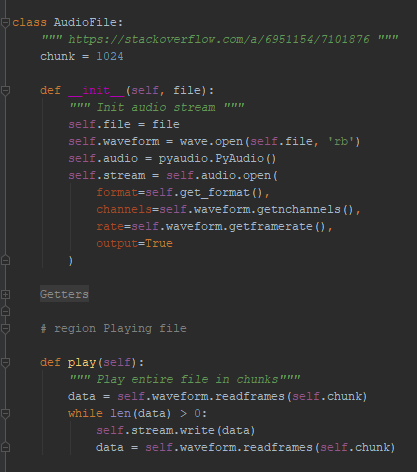 class AudioFile:
    """ https://stackoverflow.com/a/6951154/7101876 """
    chunk = 1024

    def __init__(self, file):
        """ Init audio stream """
        self.file = file
        self.waveform = wave.open(self.file, 'rb')
        self.audio = pyaudio.PyAudio()
        self.stream = self.audio.open(
            format=self.get_format(),
            channels=self.waveform.getnchannels(),
            rate=self.waveform.getframerate(),
            output=True
        )

    Getters

    # region Playing file

    def play(self):
        """ Play entire file in chunks"""
        data = self.waveform.readframes(self.chunk)
        while len(data) > 0:
            self.stream.write(data)
            data = self.waveform.readframes(self.chunk)